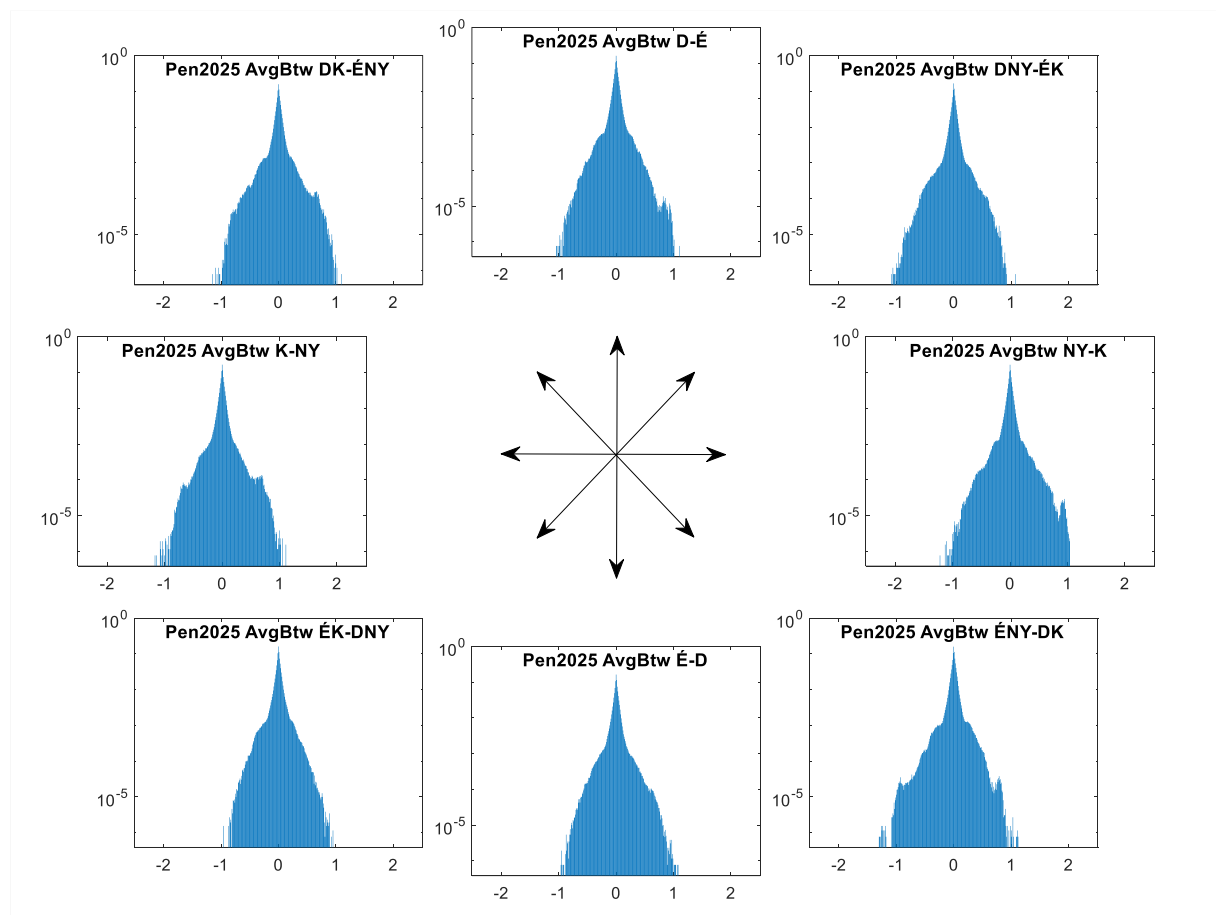 Pen2025 AvgBtw DK-ÉNY
10^0
10^-5
-2 -1 0 1 2
Pen2025 AvgBtw D-É
10^0
10^-5
-2 -1 0 1 2
Pen2025 AvgBtw DNY-ÉK
10^0
10^-5
-2 -1 0 1 2
Pen2025 AvgBtw K-NY
10^0
10^-5
-2 -1 0 1 2
Pen2025 AvgBtw NY-K
10^0
10^-5
-2 -1 0 1 2
Pen2025 AvgBtw ÉK-DNY
10^0
10^-5
-2 -1 0 1 2
Pen2025 AvgBtw É-D
10^0
10^-5
-2 -1 0 1 2
Pen2025 AvgBtw ÉNY-DK
10^0
10^-5
-2 -1 0 1 2